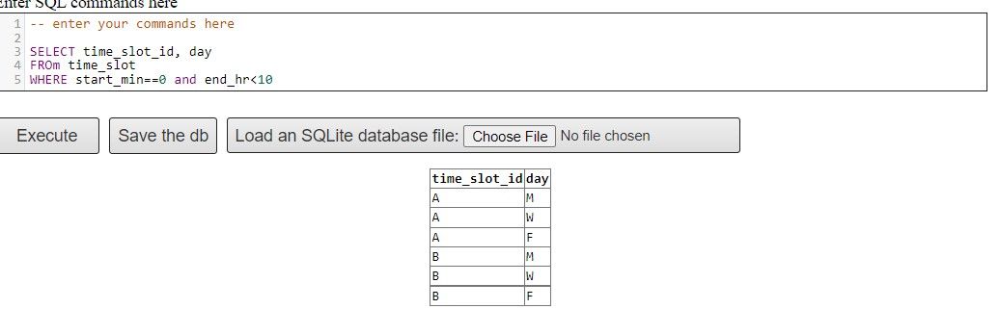 Enter SQL commands here
1 -- enter your commands here
2
3 SELECT time_slot_id, day
4 FROm time_slot
5 WHERE start_min==0 and end_hr<10
Execute Save the db Load an SQLite database file: Choose File No file chosen
time_slot_id day
A M
A W
A F
B M
B W
B F